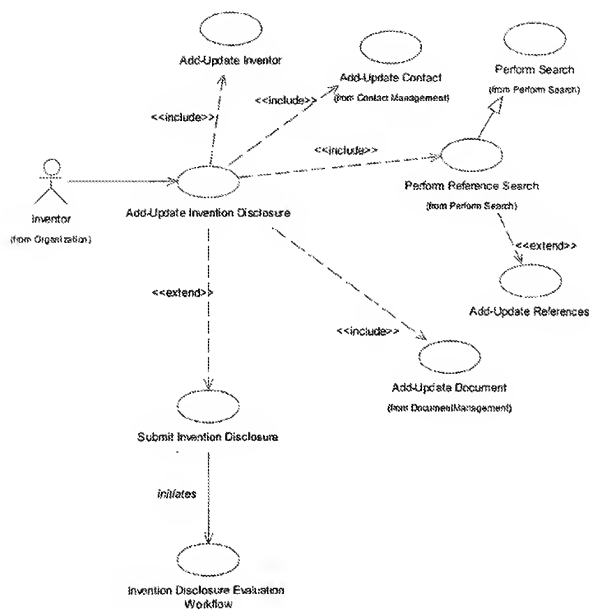 Add-Update Inventor
Add-Update Contact
(from Contact Management)
Perform Search
(from Perform Search)
<<include>>
<<include>>
<<include>>
Inventor
(from Organization)
Add-Update Invention Disclosure
Perform Reference Search
(from Perform Search)
<<extend>>
<<extend>>
Add-Update References
<<include>>
Add-Update Document
(from DocumentManagement)
Submit Invention Disclosure
initiates
Invention Disclosure Evaluation
Workflow